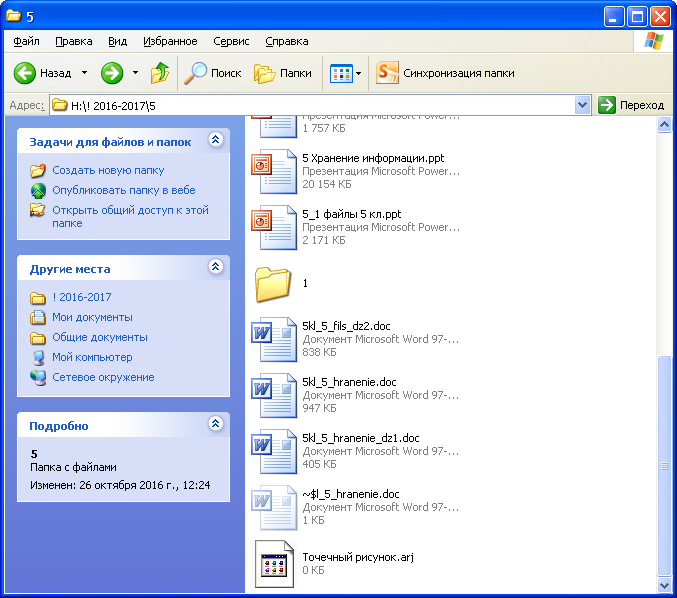 5
Файл Правка Вид Избранное Сервис Справка
Назад Поиск Папки Синхронизация папки
Адрес: H:\! 2016-2017\5 Переход
Задачи для файлов и папок
Создать новую папку
Опубликовать папку в вебе
Открыть общий доступ к этой
папке
Другие места
! 2016-2017
Мои документы
Общие документы
Мой компьютер
Сетевое окружение
Подробно
5
Папка с файлами
Изменен: 26 октября 2016 г., 12:24
Презентация Microsoft Power...
1 757 КБ
5 Хранение информации.ppt
Презентация Microsoft Power...
20 154 КБ
5_1 файлы 5 кл.ppt
Презентация Microsoft Power...
2 171 КБ
1
5kl_5_fils_dz2.doc
Документ Microsoft Word 97-...
838 КБ
5kl_5_hranenie.doc
Документ Microsoft Word 97-...
947 КБ
5kl_5_hranenie_dz1.doc
Документ Microsoft Word 97-...
405 КБ
~$l_5_hranenie.doc
Документ Microsoft Word 97-...
1 КБ
Точечный рисунок.arj
0 КБ